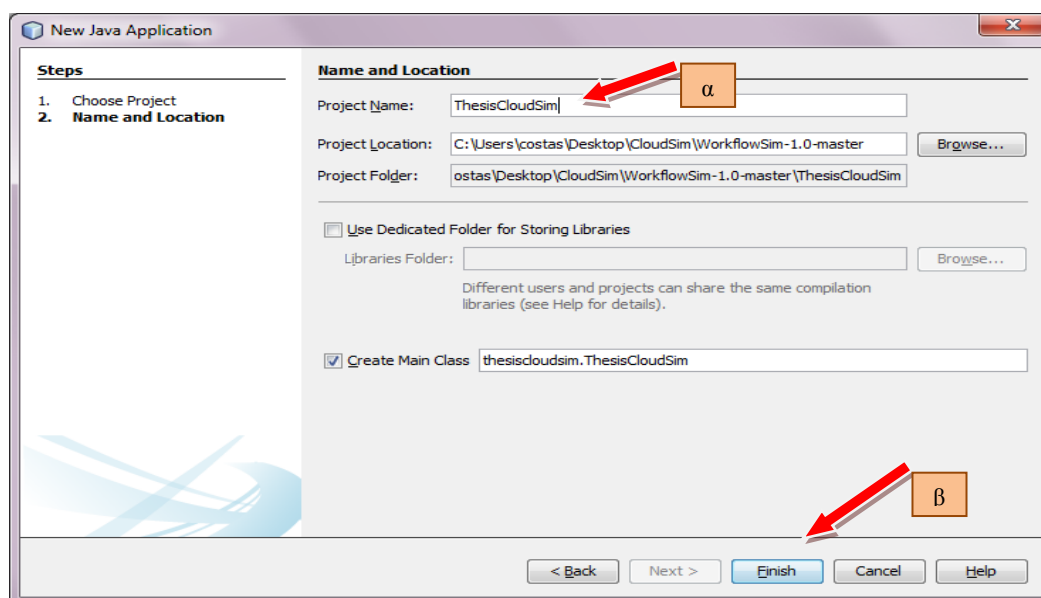 New Java Application
Steps
1. Choose Project
2. Name and Location
Name and Location
α
Project Name: ThesisCloudSim
Project Location: C:\Users\costas\Desktop\CloudSim\WorkflowSim-1.0-master Browse...
Project Folder: ostas\Desktop\CloudSim\WorkflowSim-1.0-master\ThesisCloudSim
Use Dedicated Folder for Storing Libraries
Libraries Folder: Browse...
Different users and projects can share the same compilation
libraries (see Help for details).
Create Main Class thesiscloudsim.ThesisCloudSim
β
< Back Next > Finish Cancel Help